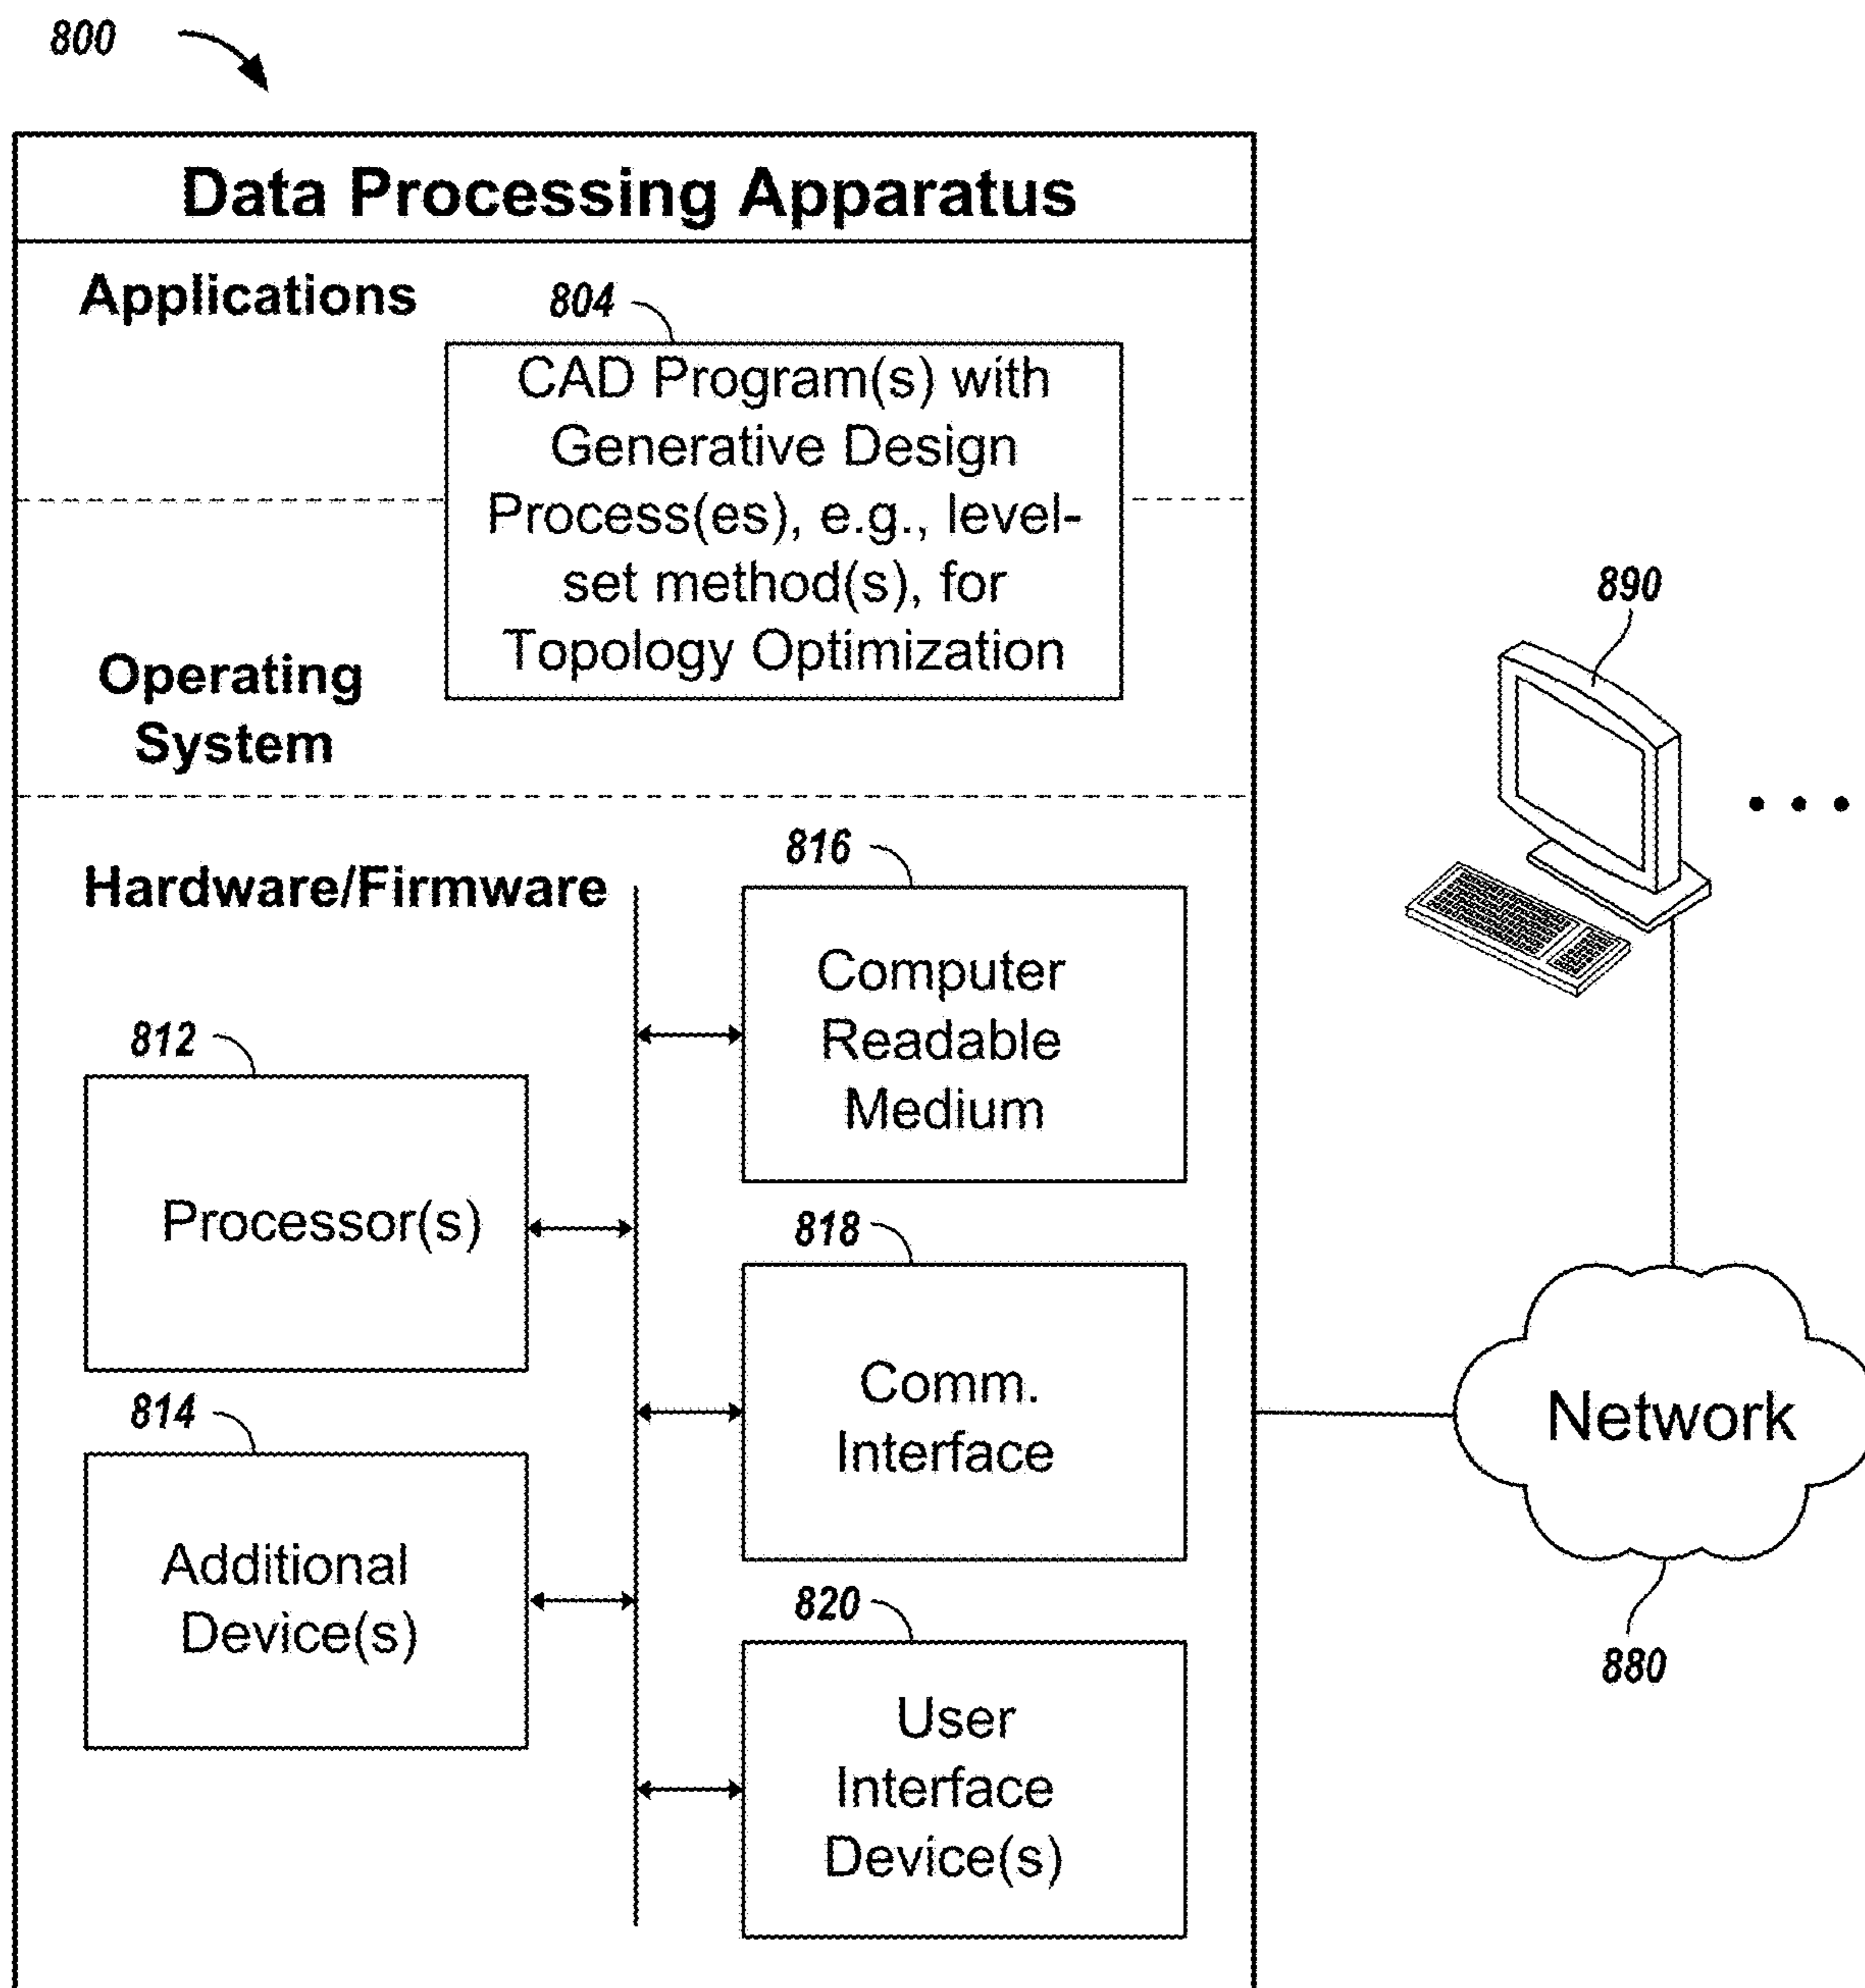 800
Data Processing Apparatus
Applications
804
CAD Program(s) with
Generative Design
Process(es), e.g., level-
set method(s), for
Topology Optimization
Operating
System
890
Hardware/Firmware
816
Computer
Readable
Medium
812
Processor(s)
818
Comm.
Interface
Network
814
Additional
Device(s)
820
User
Interface
Device(s)
880